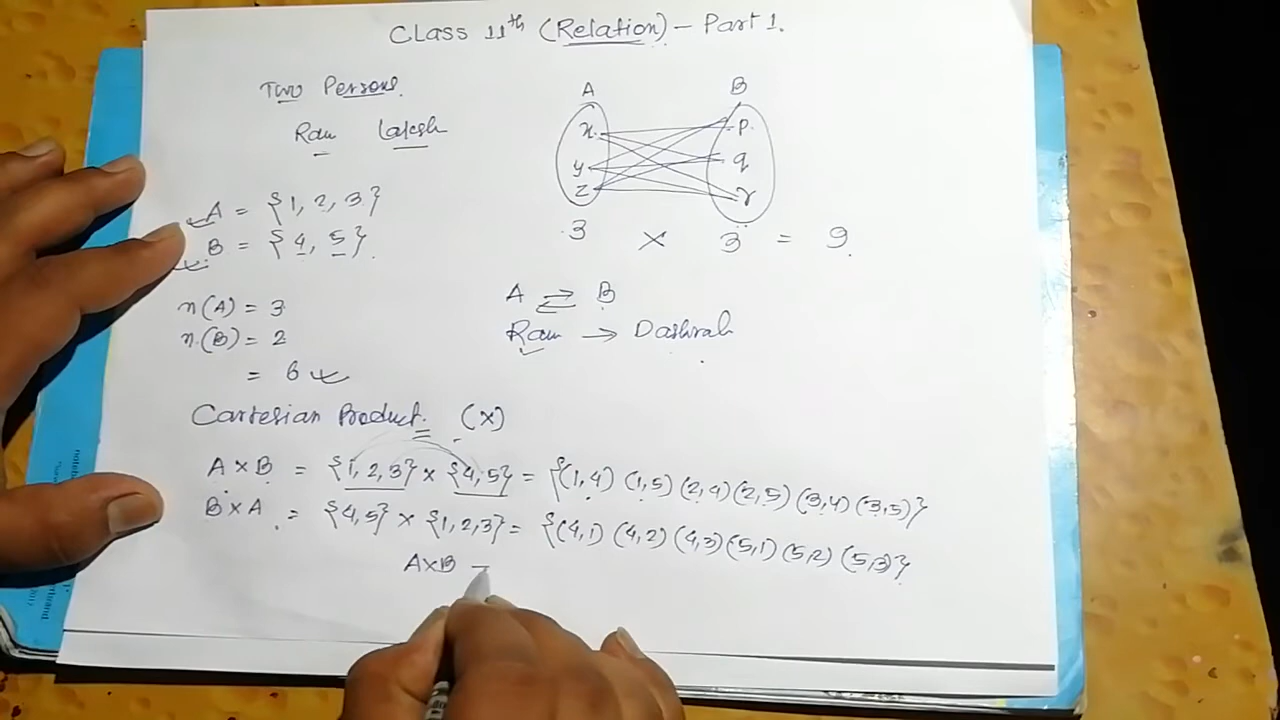 Class 11th (Relation) - Part 1.
Two Persons.
Ram Lakesh
A = {1, 2, 3}
B = {4, 5}.
n(A) = 3
n(B) = 2
= 6
A B
x. p.
y q
z r
3 × 3 = 9
A ⇌ B
Ram → Dashrah
Cartesian Product. (×)
A × B = {1, 2, 3} × {4, 5} = {(1, 4) (1, 5) (2, 4) (2, 5) (3, 4) (3, 5)}
B × A = {4, 5} × {1, 2, 3} = {(4, 1) (4, 2) (4, 3) (5, 1) (5, 2) (5, 3)}
A×B